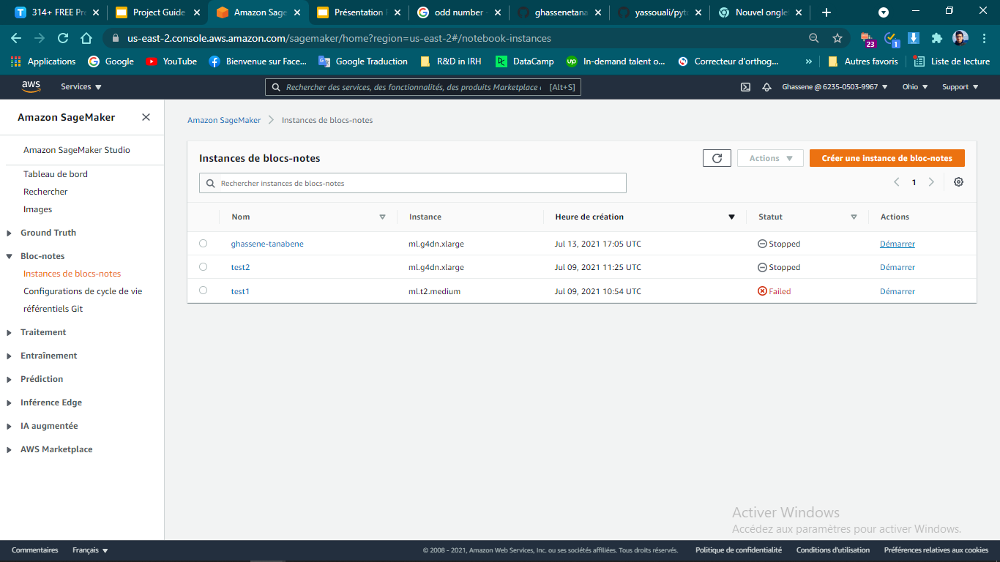 314+ FREE Pre
Project Guide
Amazon Sage
Présentation P
odd number -
ghassenetana
yassouali/pyto
Nouvel ongle
us-east-2.console.aws.amazon.com/sagemaker/home?region=us-east-2#/notebook-instances
23
1
Applications
Google
YouTube
Bienvenue sur Face...
Google Traduction
R&D in IRH
DataCamp
In-demand talent o...
Correcteur d'orthog...
»
Autres favoris
Liste de lecture
aws
Services
Rechercher des services, des fonctionnalités, des produits Marketplace [Alt+S]
Ghassene @ 6235-0503-9967
Ohio
Support
Amazon SageMaker
Amazon SageMaker Studio
Tableau de bord
Rechercher
Images
Ground Truth
Bloc-notes
Instances de blocs-notes
Configurations de cycle de vie
référentiels Git
Traitement
Entraînement
Prédiction
Inférence Edge
IA augmentée
AWS Marketplace
Amazon SageMaker > Instances de blocs-notes
Instances de blocs-notes
Actions
Créer une instance de bloc-notes
Rechercher instances de blocs-notes
1
Nom Instance Heure de création Statut Actions
ghassene-tanabene ml.g4dn.xlarge Jul 13, 2021 17:05 UTC Stopped Démarrer
test2 ml.g4dn.xlarge Jul 09, 2021 11:25 UTC Stopped Démarrer
test1 ml.t2.medium Jul 09, 2021 10:54 UTC Failed Démarrer
Activer Windows
Accédez aux paramètres pour activer Windows.
Commentaires Français © 2008 - 2021, Amazon Web Services, Inc. ou ses sociétés affiliées. Tous droits réservés. Politique de confidentialité Conditions d'utilisation Préférences relatives aux cookies